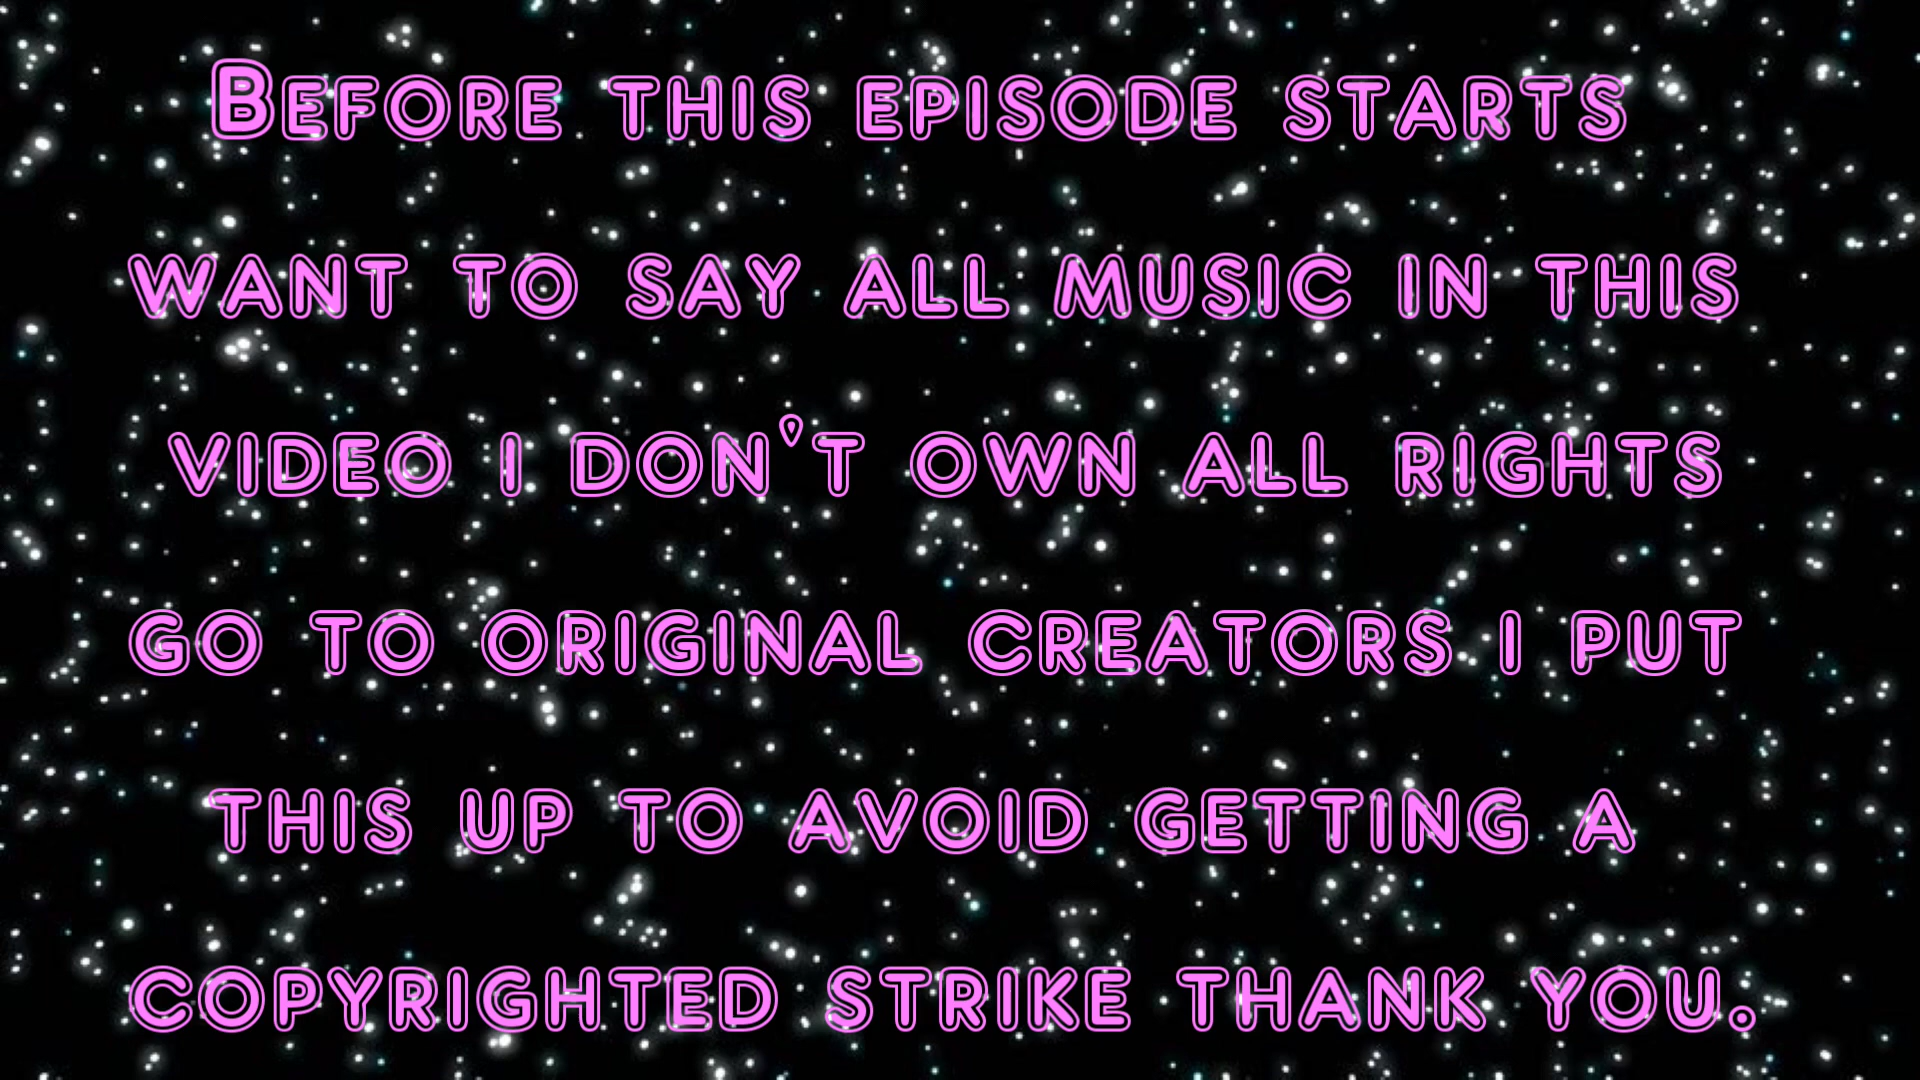 Before this episode starts
want to say all music in this
video i don't own all rights
go to original creators i put
this up to avoid getting a
copyrighted strike thank you.